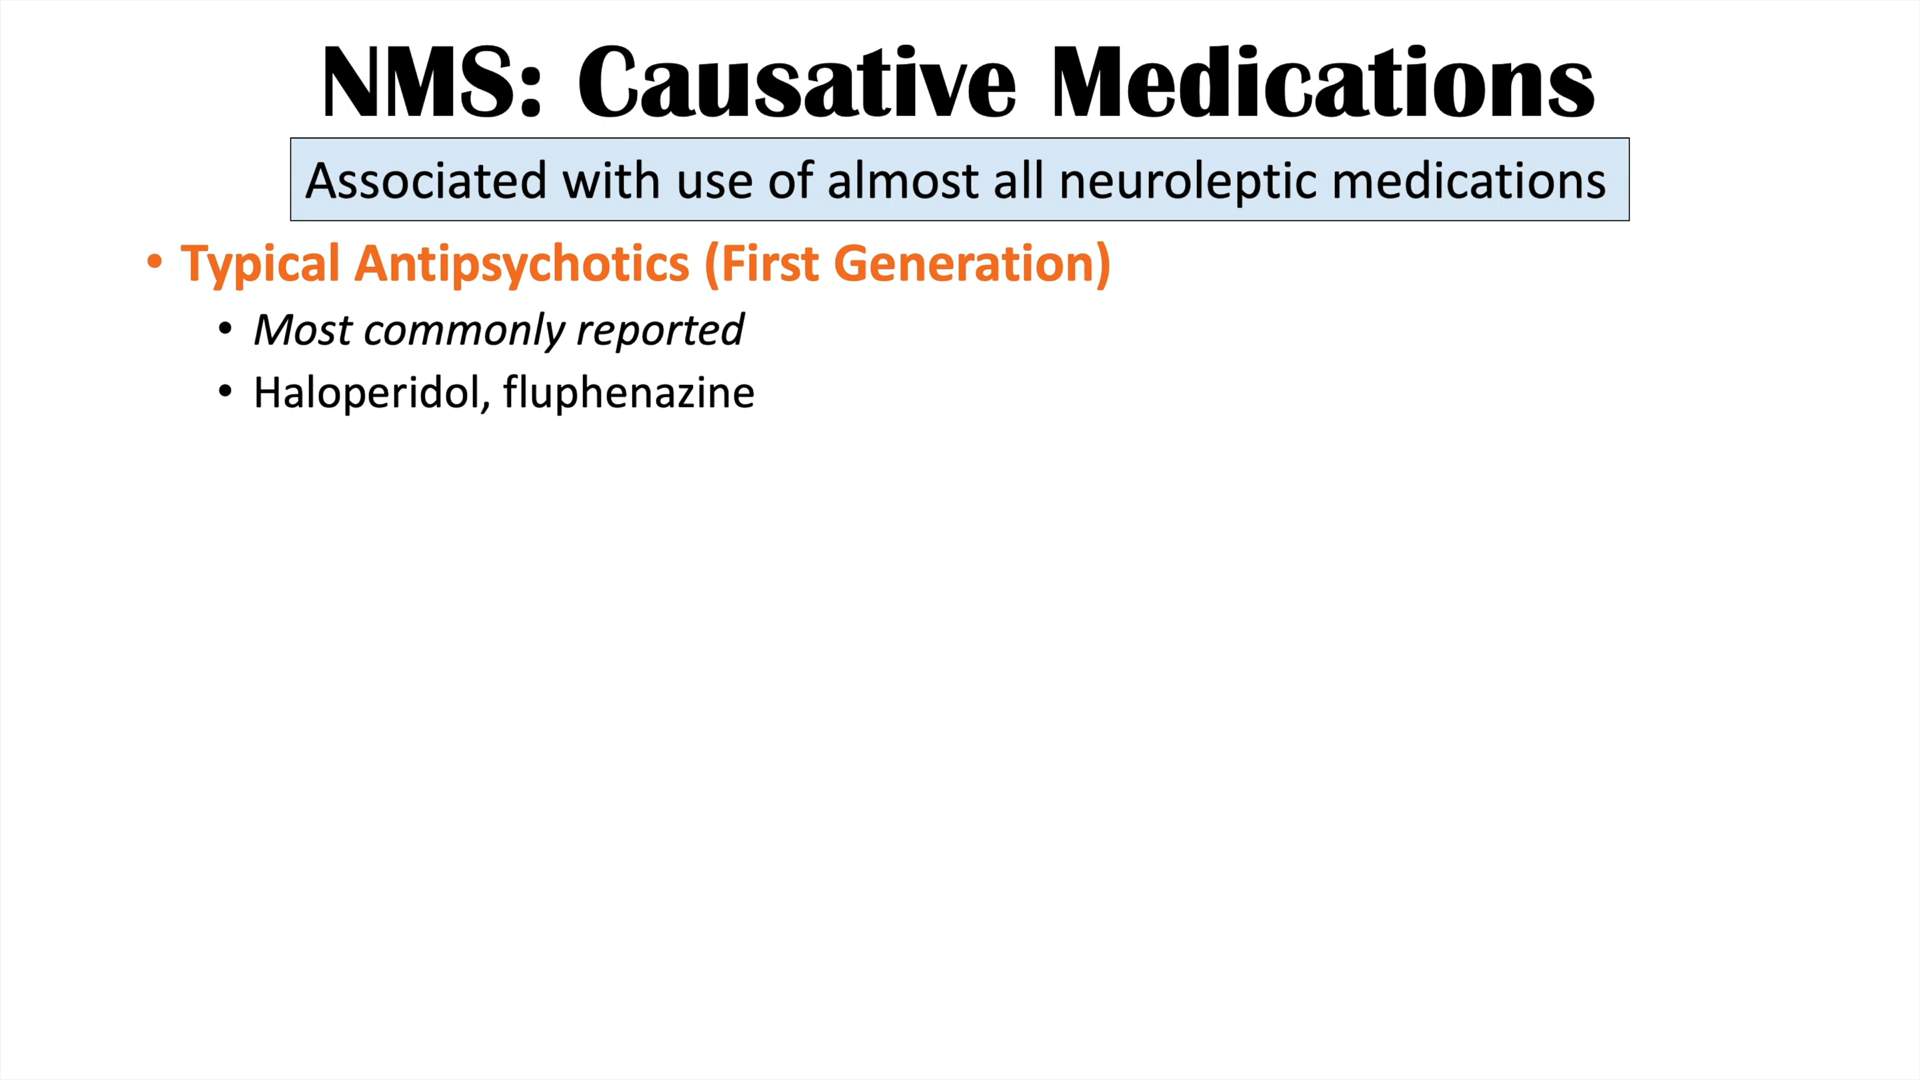 NMS: Causative Medications
Associated with use of almost all neuroleptic medications
• Typical Antipsychotics (First Generation)
• Most commonly reported
• Haloperidol, fluphenazine